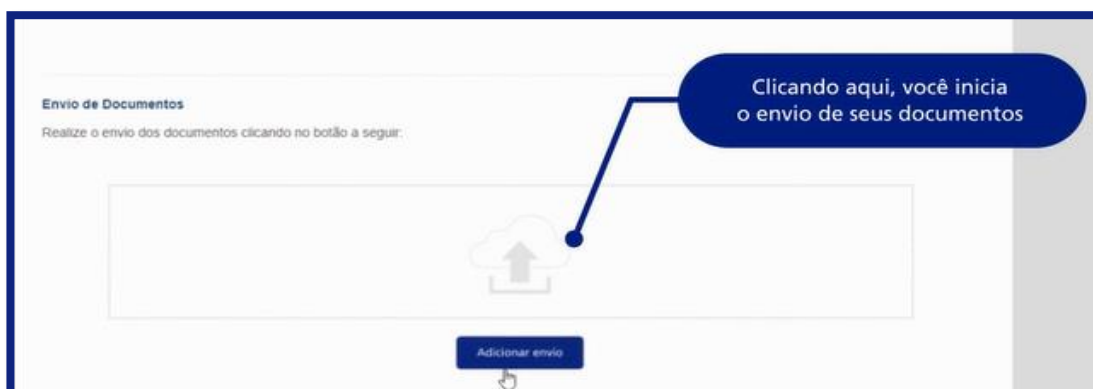 Clicando aqui, você inicia
o envio de seus documentos
Envio de Documentos
Realize o envio dos documentos clicando no botão a seguir:
Adicionar envio